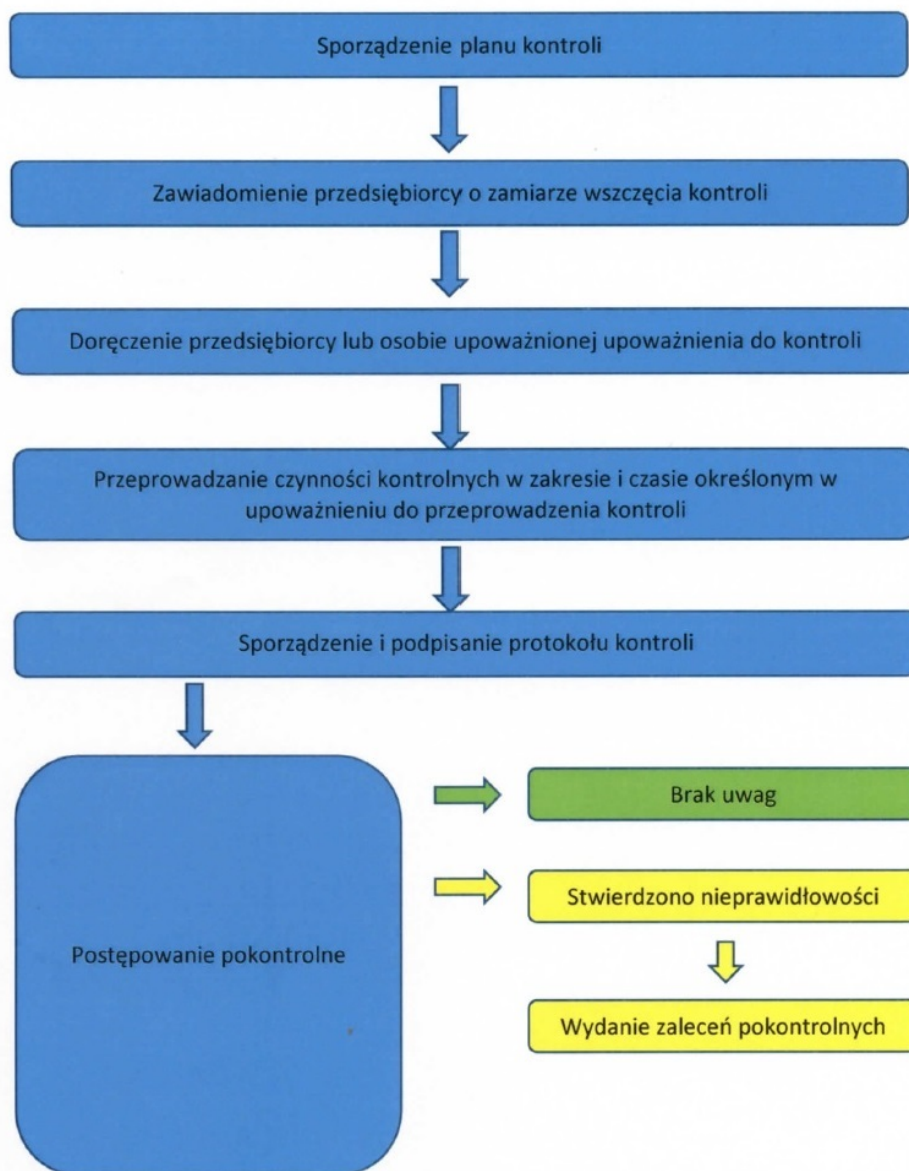 Sporządzenie planu kontroli
Zawiadomienie przedsiębiorcy o zamiarze wszczęcia kontroli
Doręczenie przedsiębiorcy lub osobie upoważnionej upoważnienia do kontroli
Przeprowadzanie czynności kontrolnych w zakresie i czasie określonym w
upoważnieniu do przeprowadzenia kontroli
Sporządzenie i podpisanie protokołu kontroli
Brak uwag
Stwierdzono nieprawidłowości
Postępowanie pokontrolne
Wydanie zaleceń pokontrolnych